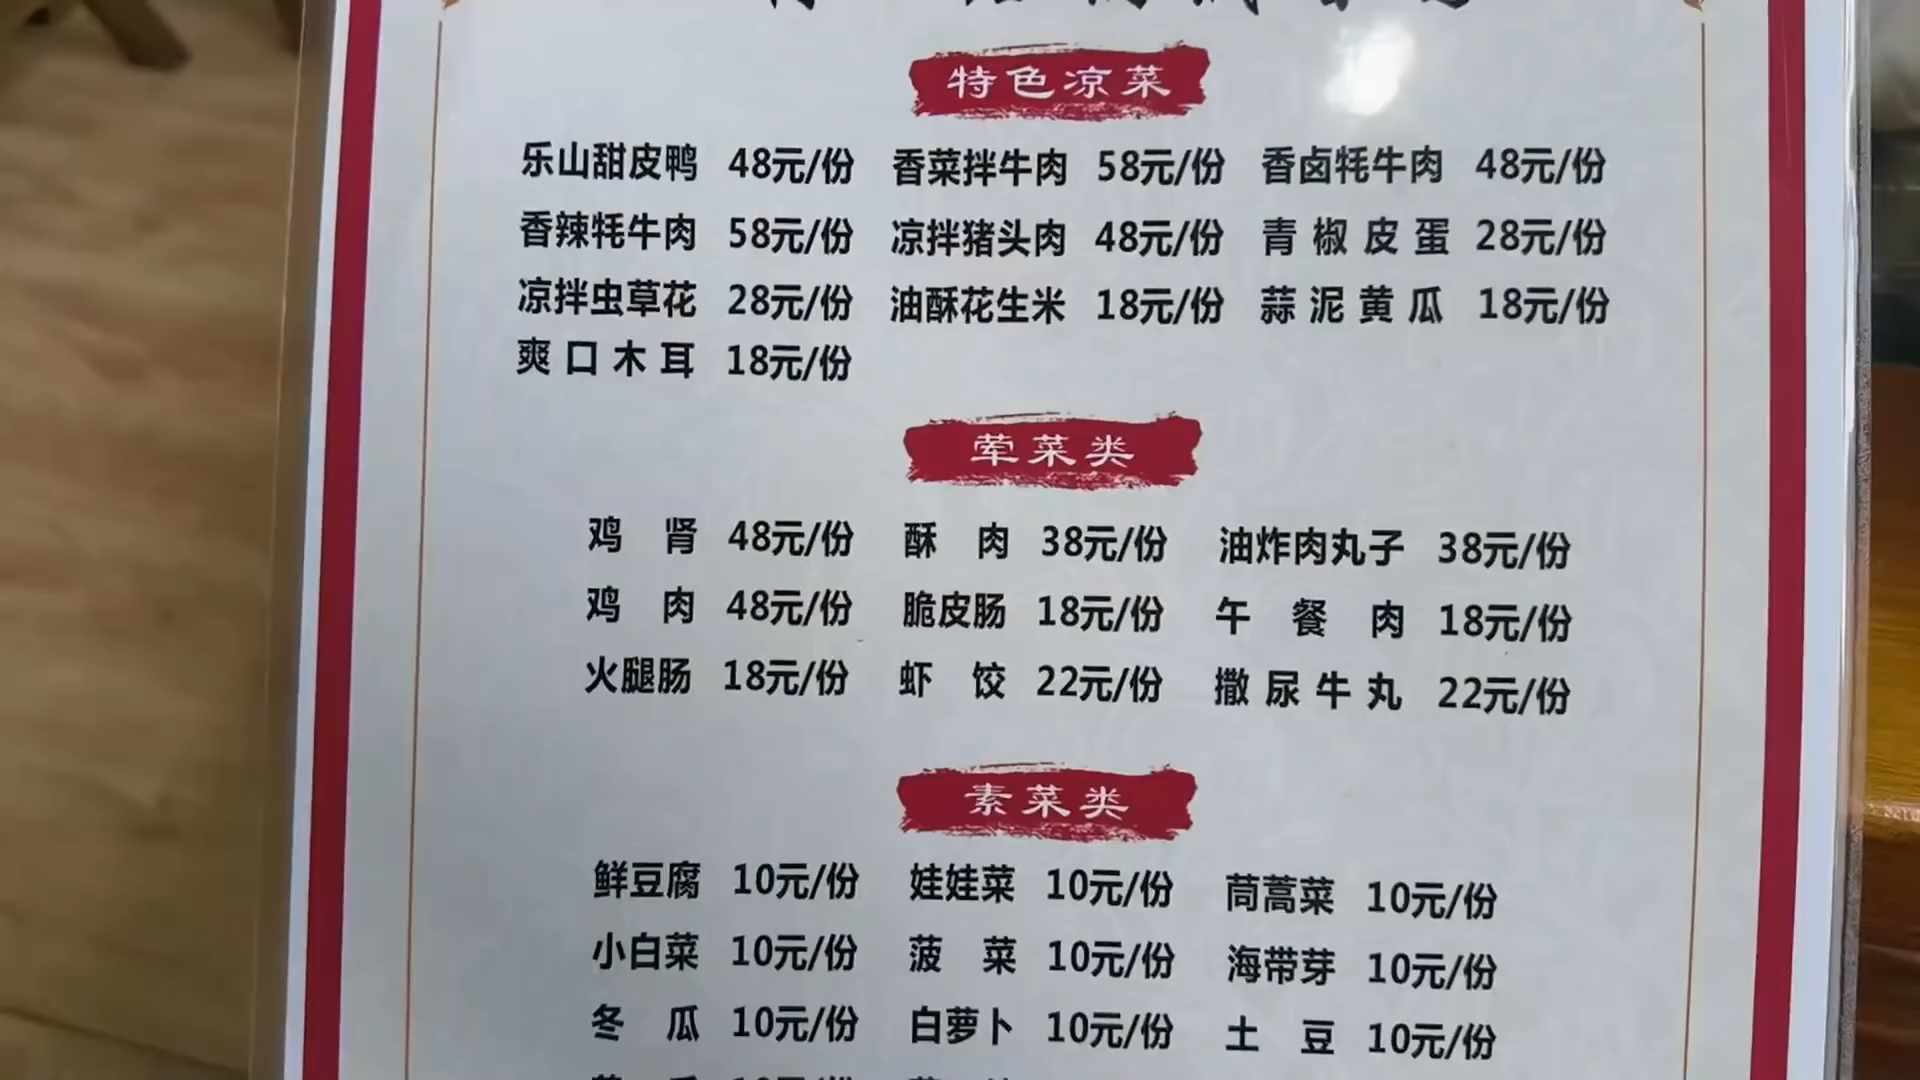 特色凉菜
乐山甜皮鸭 48元/份 香菜拌牛肉 58元/份 香卤牦牛肉 48元/份
香辣牦牛肉 58元/份 凉拌猪头肉 48元/份 青椒皮蛋 28元/份
凉拌虫草花 28元/份 油酥花生米 18元/份 蒜泥黄瓜 18元/份
爽口木耳 18元/份
荤菜类
鸡肾 48元/份 酥肉 38元/份 油炸肉丸子 38元/份
鸡肉 48元/份 脆皮肠 18元/份 午餐肉 18元/份
火腿肠 18元/份 虾饺 22元/份 撒尿牛丸 22元/份
素菜类
鲜豆腐 10元/份 娃娃菜 10元/份 茼蒿菜 10元/份
小白菜 10元/份 菠菜 10元/份 海带芽 10元/份
冬瓜 10元/份 白萝卜 10元/份 土豆 10元/份